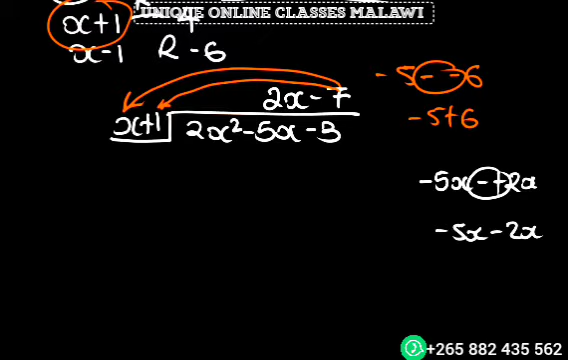 UNIQUE ONLINE CLASSES MALAWI
x+1
x-1 R -6
2x-7
x+1 2x²-5x-3
-5--6
-5+6
-5x-+2x
-5x-2x
+265 882 435 562